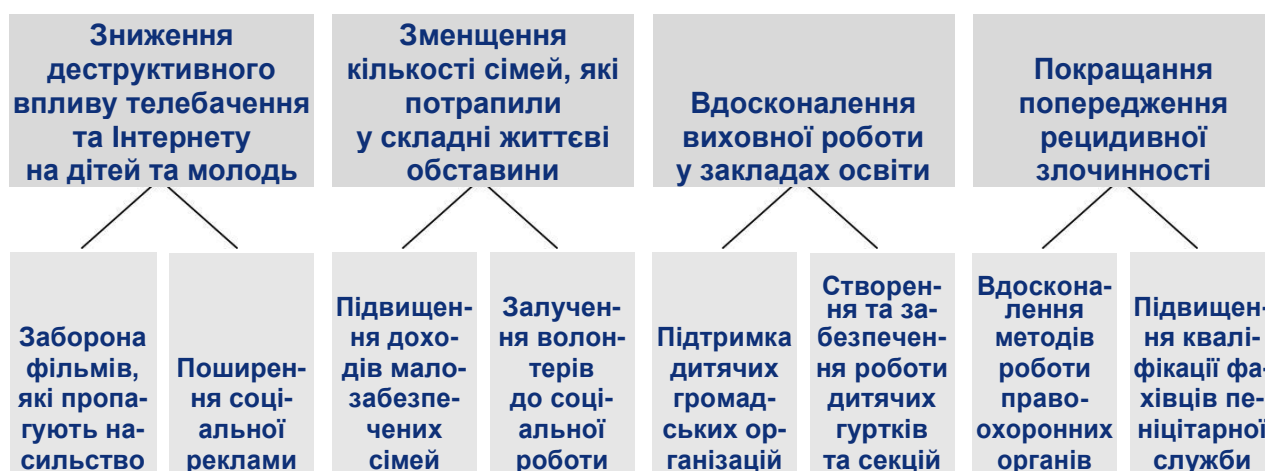 Зниження
деструктивного
впливу телебачення
та Інтернету
на дітей та молодь
Зменщення
кількості сімей, які
потрапили
у складні життєві
обставини
Вдосконалення
виховної роботи
у закладах освіти
Покращання
попередження
рецидивної
злочинності
Заборона
фільмів,
які пропа-
гують на-
сильство
Поширен-
ня соці-
альної
реклами
Підвищен-
ня дохо-
дів мало-
забезпе-
чених
сімей
Залучен-
ня волон-
терів
до соці-
альної
роботи
Підтримка
дитячих
громад-
ських ор-
ганізацій
Створен-
ня та за-
безпечен-
ня роботи
дитячих
гуртків
та секцій
Вдоскона-
лення
методів
роботи
право-
охоронних
органів
Підвищен-
ня квалі-
фікації фа-
хівців пе-
ніцітарної
служби